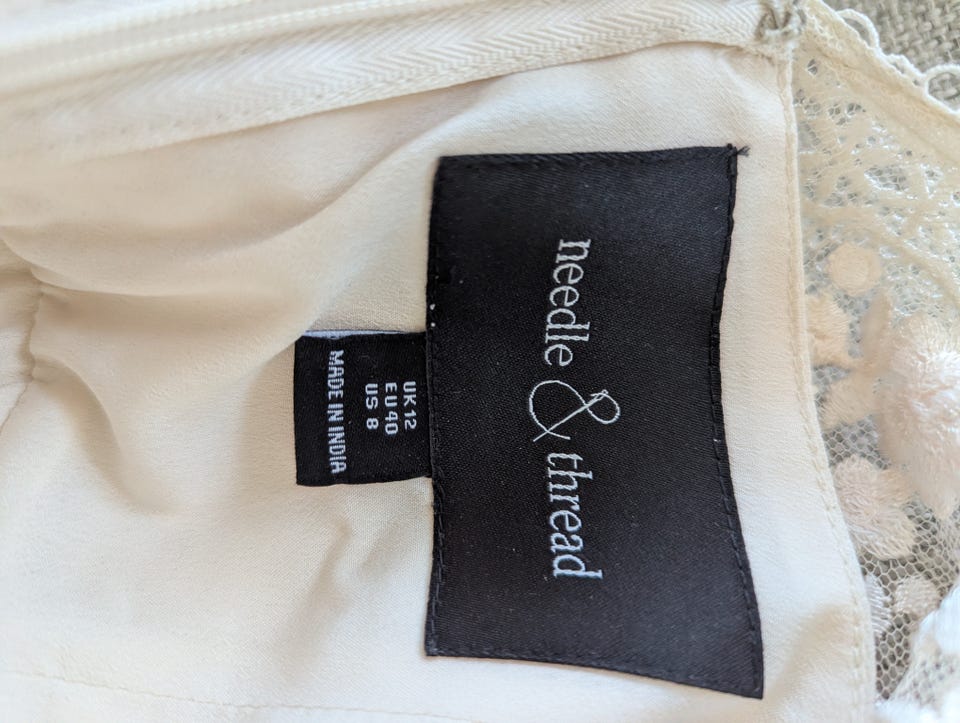 needle & thread
UK 12
EU 40
US 8
MADE IN INDIA